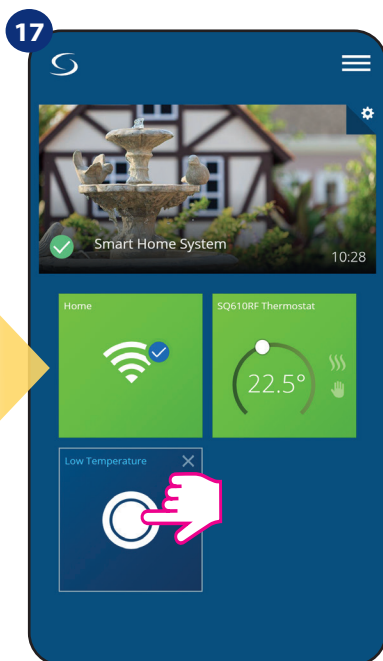 17
Smart Home System
10:28
Home
SQ610RF Thermostat
22.5°
Low Temperature